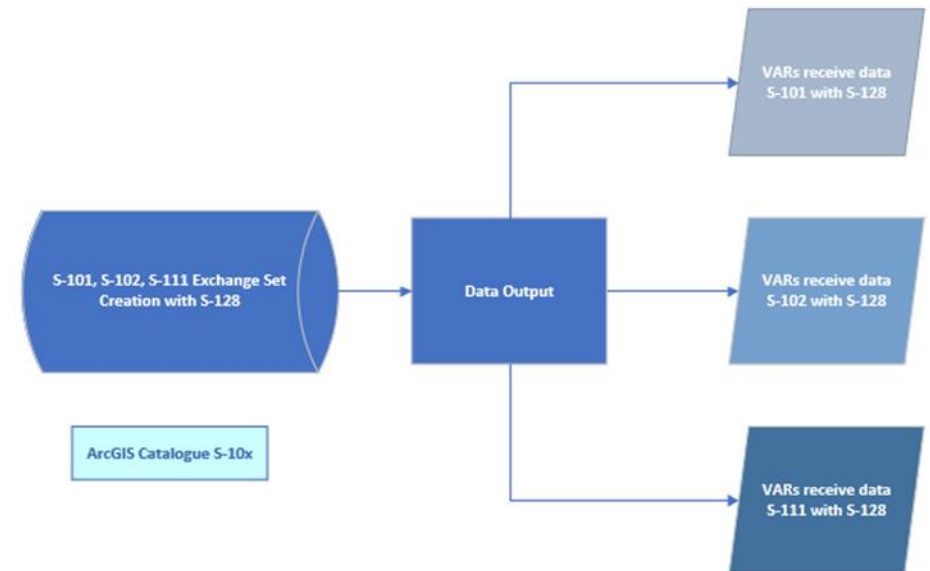 VARs receive data
S-101 with S-128
S-101, S-102, S-111 Exchange Set
Creation with S-128
Data Output
VARs receive data
S-102 with S-128
ArcGIS Catalogue S-10x
VARs receive data
S-111 with S-128